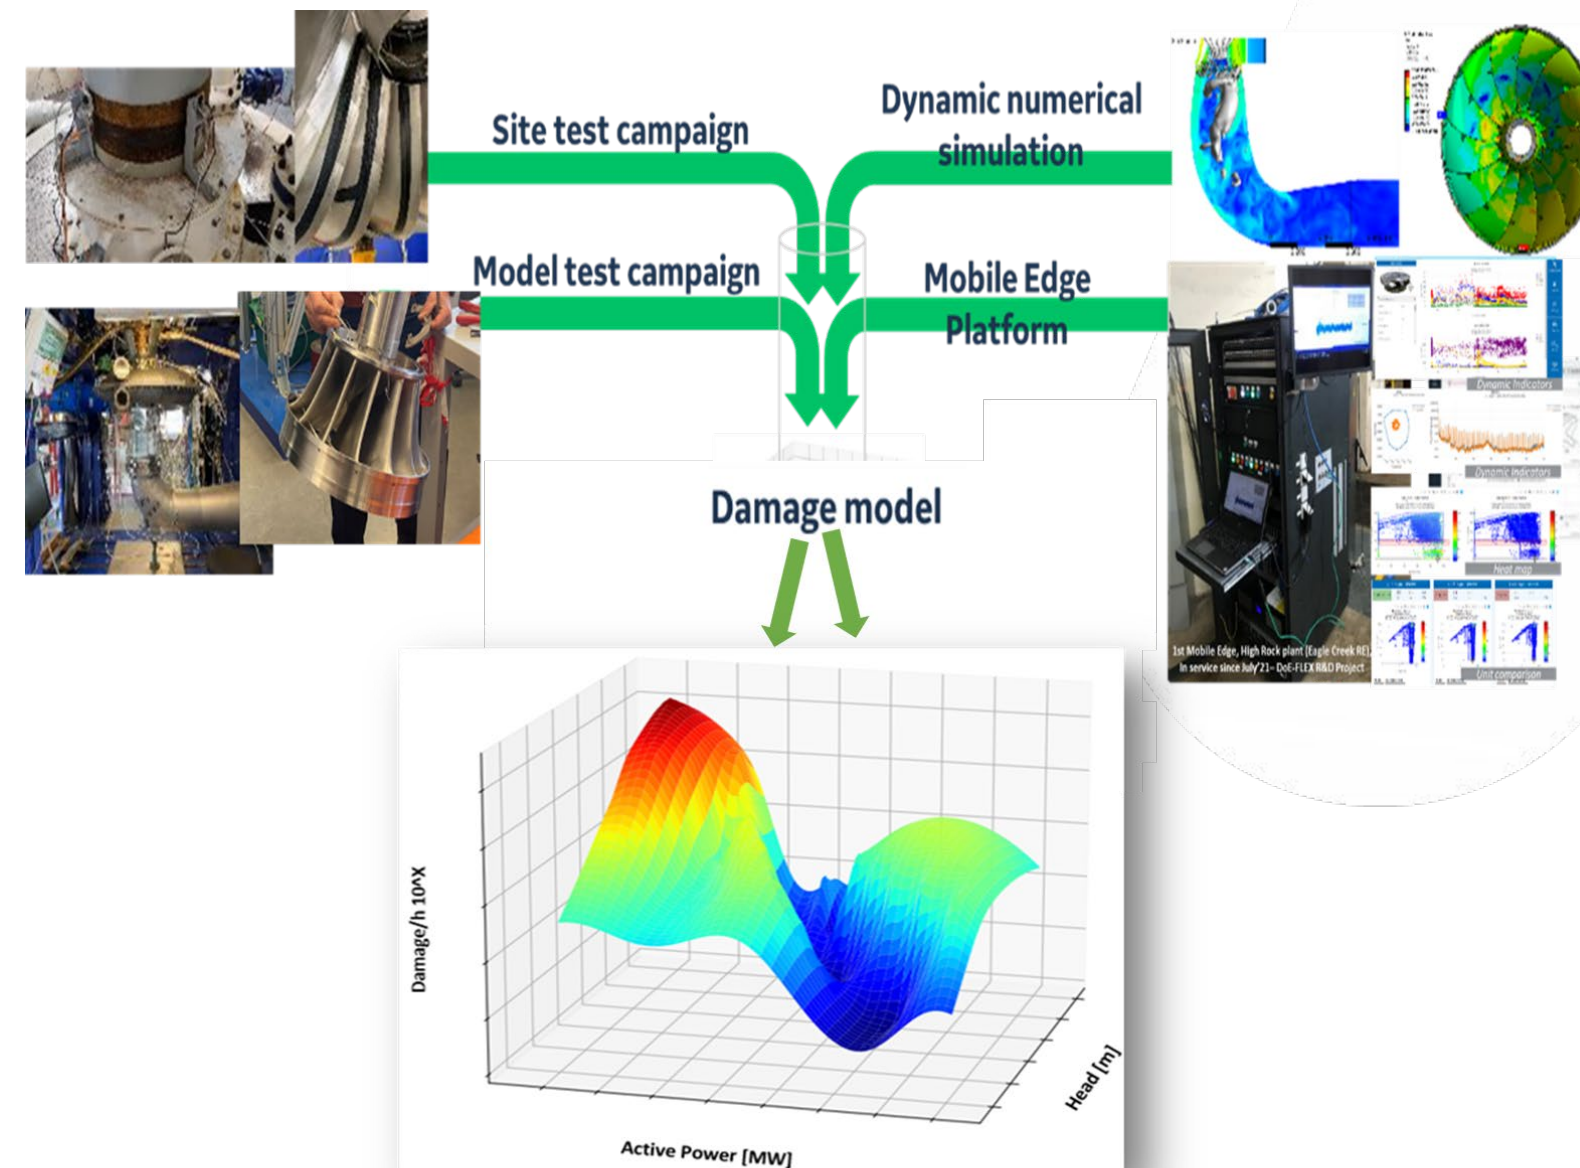 Site test campaign
Dynamic numerical
simulation
Model test campaign
Mobile Edge
Platform
Dynamic Indicators
Dynamic Indicators
Heat map
1st Mobile Edge, High Rock plant (Eagle Creek RE)
In service since July'21– DoE-FLEX R&D Project
Unit comparison
Damage model
Damage/h 10^X
Head [m]
Active Power [MW]